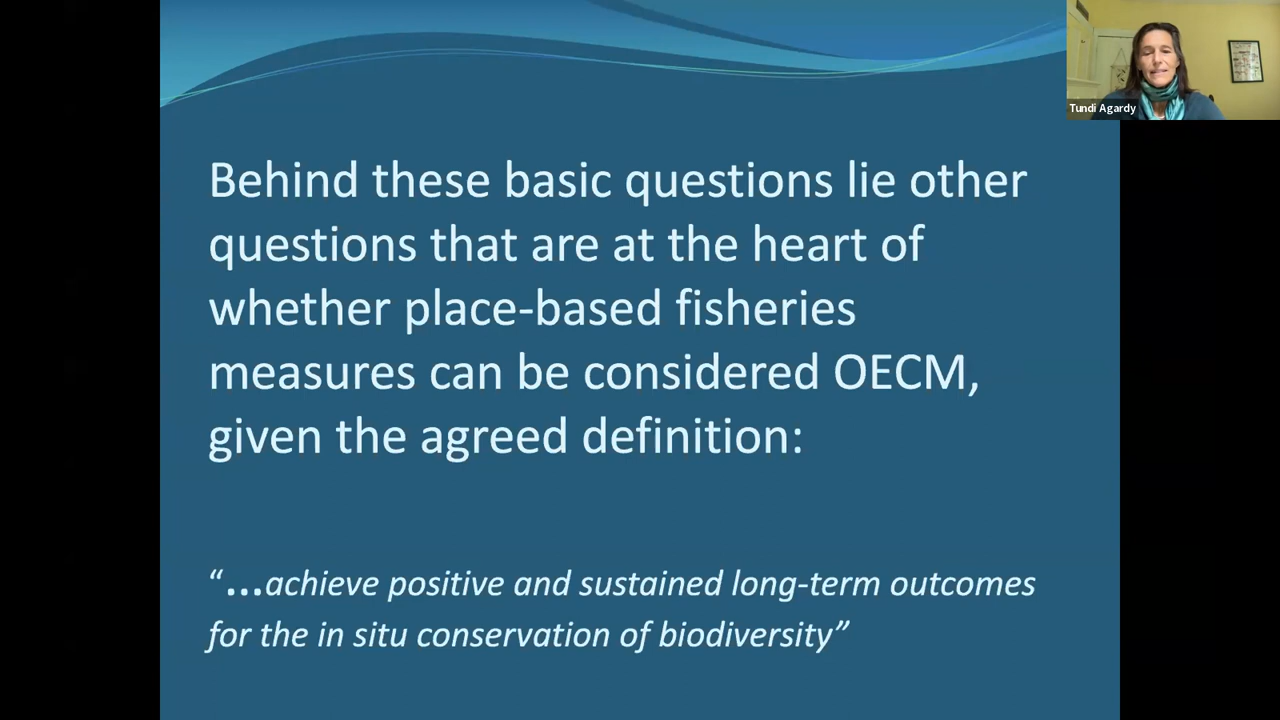 Tundi Agardy
Behind these basic questions lie other
questions that are at the heart of
whether place-based fisheries
measures can be considered OECM,
given the agreed definition:
“...achieve positive and sustained long-term outcomes
for the in situ conservation of biodiversity”